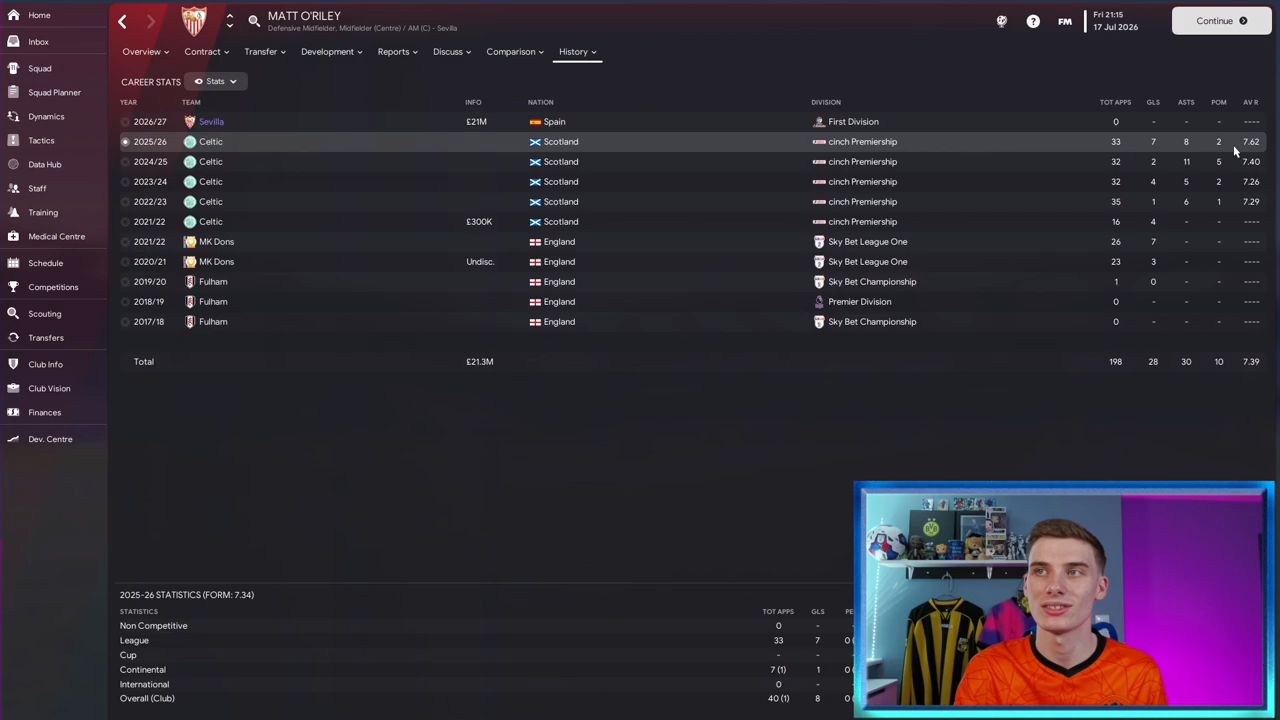 Home
Inbox
Squad
Squad Planner
Dynamics
Tactics
Data Hub
Staff
Training
Medical Centre
Schedule
Competitions
Scouting
Transfers
Club Info
Club Vision
Finances
Dev. Centre
MATT O'RILEY
Defensive Midfielder, Midfielder (Centre) / AM (C) - Sevilla
FM
Fri 21:15
17 Jul 2026
Continue
Overview Contract Transfer Development Reports Discuss Comparison History
CAREER STATS Stats
YEAR TEAM INFO NATION DIVISION TOT APPS GLS ASTS POM AV R
2026/27 Sevilla £21M Spain First Division 0 - - - ----
2025/26 Celtic Scotland cinch Premiership 33 7 8 2 7.62
2024/25 Celtic Scotland cinch Premiership 32 2 11 5 7.40
2023/24 Celtic Scotland cinch Premiership 32 4 5 2 7.26
2022/23 Celtic Scotland cinch Premiership 35 1 6 1 7.29
2021/22 Celtic £300K Scotland cinch Premiership 16 4 - - ----
2021/22 MK Dons England Sky Bet League One 26 7 - - ----
2020/21 MK Dons Undisc. England Sky Bet League One 23 3 - - ----
2019/20 Fulham England Sky Bet Championship 1 0 - - ----
2018/19 Fulham England Premier Division 0 - - - ----
2017/18 Fulham England Sky Bet Championship 0 - - - ----
Total £21.3M 198 28 30 10 7.39
2025-26 STATISTICS (FORM: 7.34)
STATISTICS TOT APPS GLS
Non Competitive 0 -
League 33 7
Cup - -
Continental 7 (1) 1
International 0 -
Overall (Club) 40 (1) 8